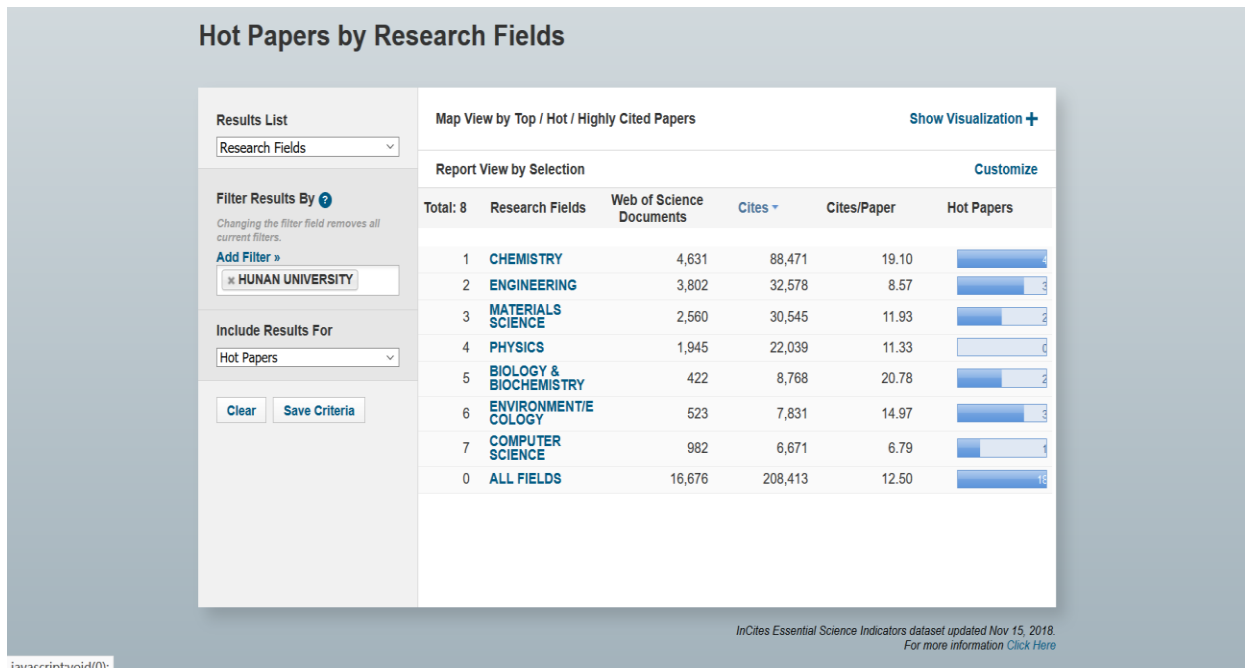 Hot Papers by Research Fields
Results List
Research Fields
Filter Results By ?
Changing the filter field removes all
current filters.
Add Filter »
× HUNAN UNIVERSITY
Include Results For
Hot Papers
Clear Save Criteria
Map View by Top / Hot / Highly Cited Papers Show Visualization +
Report View by Selection Customize
Total: 8 Research Fields Web of Science Documents Cites Cites/Paper Hot Papers
1 CHEMISTRY 4,631 88,471 19.10 4
2 ENGINEERING 3,802 32,578 8.57 3
3 MATERIALS SCIENCE 2,560 30,545 11.93 2
4 PHYSICS 1,945 22,039 11.33 0
5 BIOLOGY & BIOCHEMISTRY 422 8,768 20.78 2
6 ENVIRONMENT/E COLOGY 523 7,831 14.97 3
7 COMPUTER SCIENCE 982 6,671 6.79 1
0 ALL FIELDS 16,676 208,413 12.50 18
InCites Essential Science Indicators dataset updated Nov 15, 2018.
For more information Click Here
javascript:void(0);